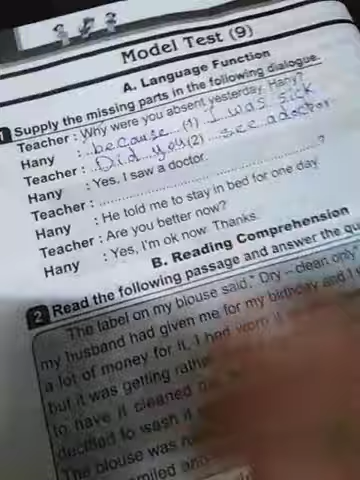 Model Test (9)
A. Language Function
1 Supply the missing parts in the following dialogue.
Teacher : Why were you absent yesterday, Hany?
Hany : because (1) I was sick
Teacher : Did you (2) see a doctor
Hany : Yes, I saw a doctor.
Teacher : ?
Hany : He told me to stay in bed for one day.
Teacher : Are you better now?
Hany : Yes, I'm ok now. Thanks.
B. Reading Comprehension
2 Read the following passage and answer the
The label on my blouse said," Dry – clean only
my husband had given me for my birthday and I
a lot of money for it. I had worn it
but it was getting
to have it cleaned
decided to wash it
The blouse was
and